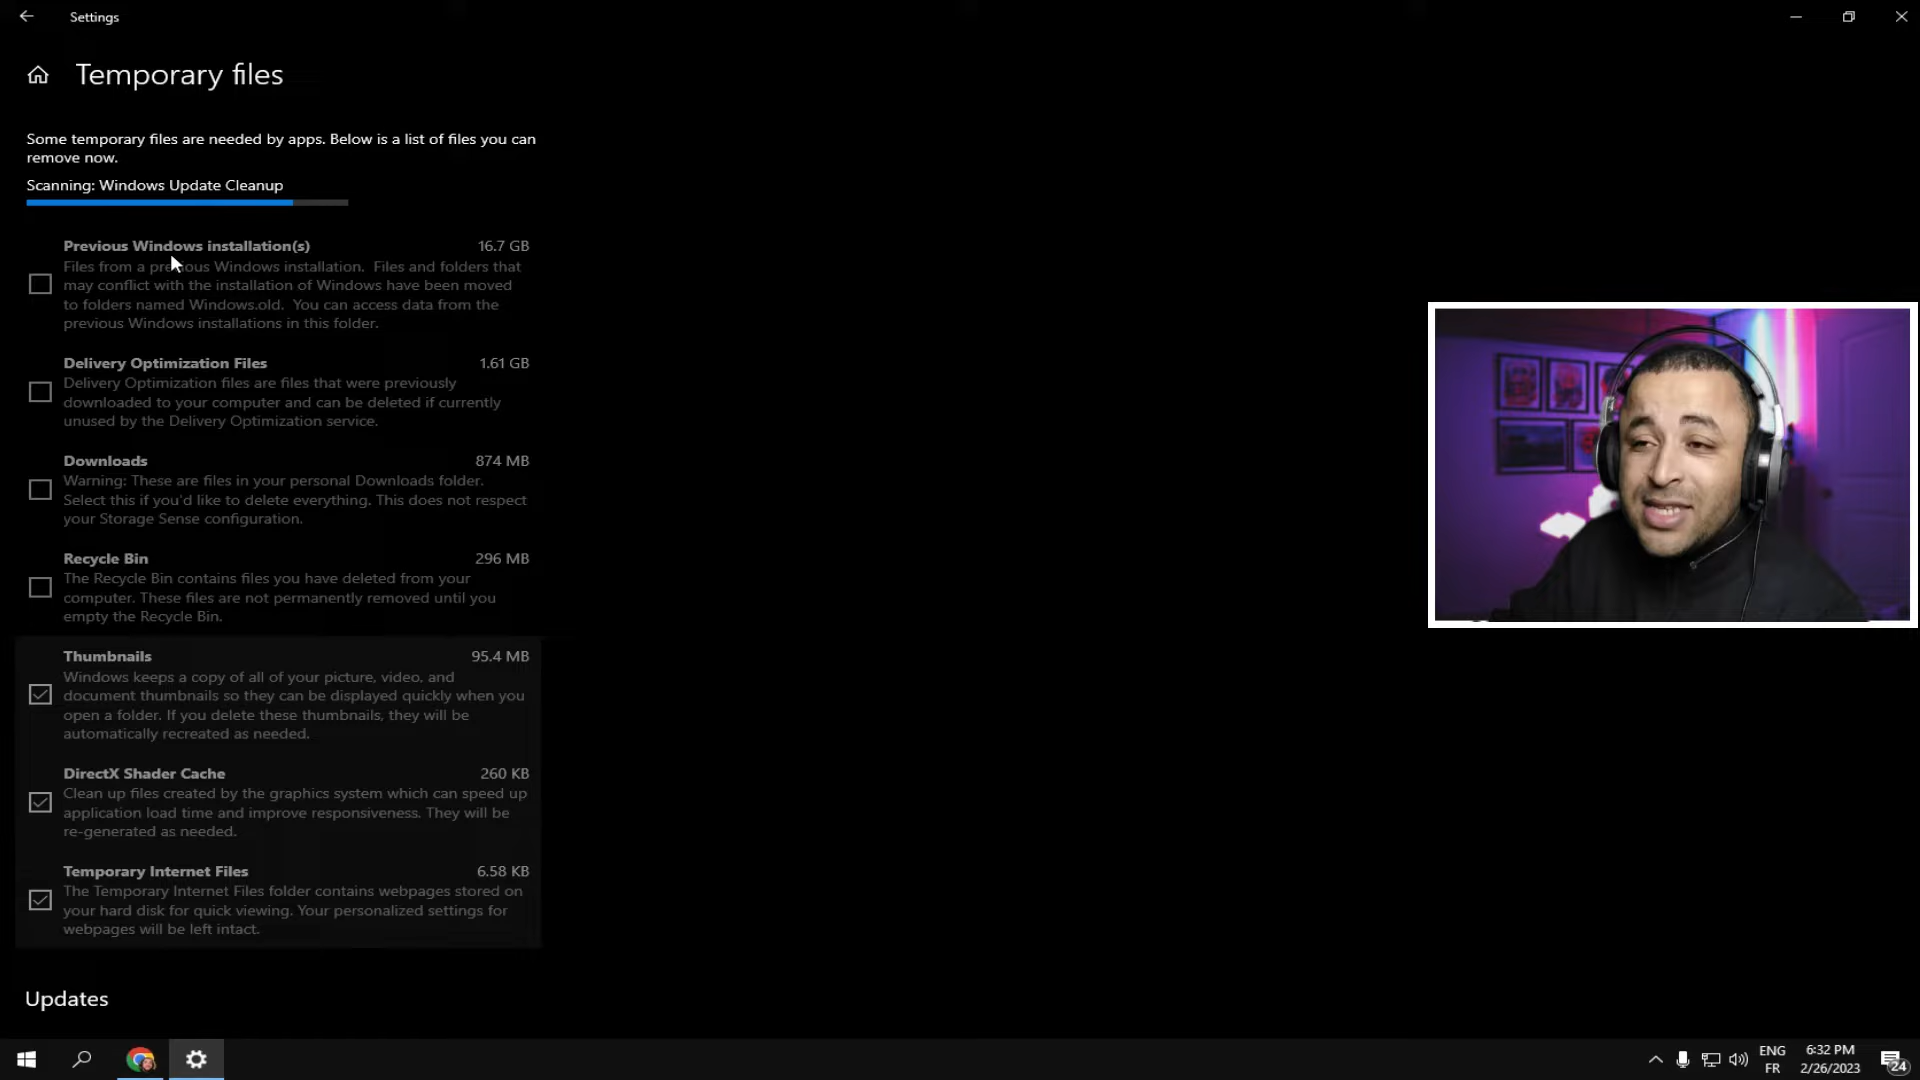 Settings
Temporary files
Some temporary files are needed by apps. Below is a list of files you can
remove now.
Scanning: Windows Update Cleanup
Previous Windows installation(s) 16.7 GB
Files from a previous Windows installation. Files and folders that
may conflict with the installation of Windows have been moved
to folders named Windows.old. You can access data from the
previous Windows installations in this folder.
Delivery Optimization Files 1.61 GB
Delivery Optimization files are files that were previously
downloaded to your computer and can be deleted if currently
unused by the Delivery Optimization service.
Downloads 874 MB
Warning: These are files in your personal Downloads folder.
Select this if you'd like to delete everything. This does not respect
your Storage Sense configuration.
Recycle Bin 296 MB
The Recycle Bin contains files you have deleted from your
computer. These files are not permanently removed until you
empty the Recycle Bin.
Thumbnails 95.4 MB
Windows keeps a copy of all of your picture, video, and
document thumbnails so they can be displayed quickly when you
open a folder. If you delete these thumbnails, they will be
automatically recreated as needed.
DirectX Shader Cache 260 KB
Clean up files created by the graphics system which can speed up
application load time and improve responsiveness. They will be
re-generated as needed.
Temporary Internet Files 6.58 KB
The Temporary Internet Files folder contains webpages stored on
your hard disk for quick viewing. Your personalized settings for
webpages will be left intact.
Updates
ENG 6:32 PM
FR 2/26/2023 24